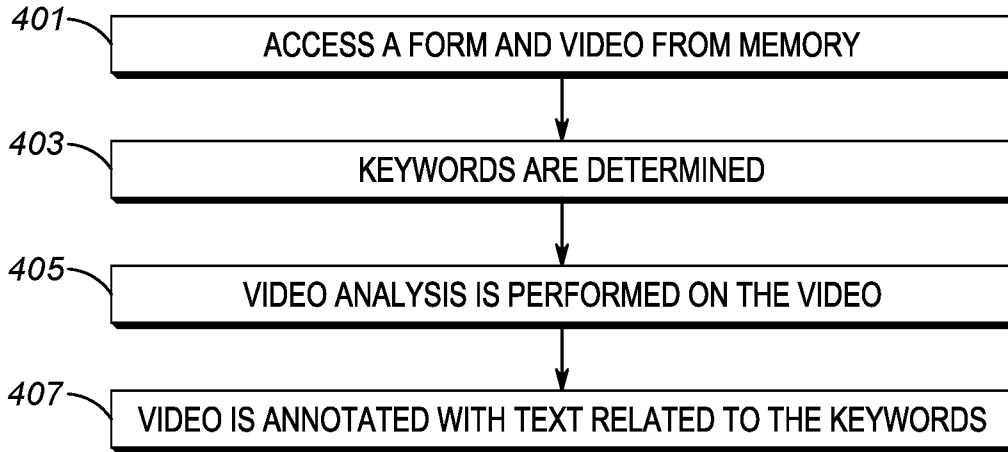 401
ACCESS A FORM AND VIDEO FROM MEMORY
403
KEYWORDS ARE DETERMINED
405
VIDEO ANALYSIS IS PERFORMED ON THE VIDEO
407
VIDEO IS ANNOTATED WITH TEXT RELATED TO THE KEYWORDS